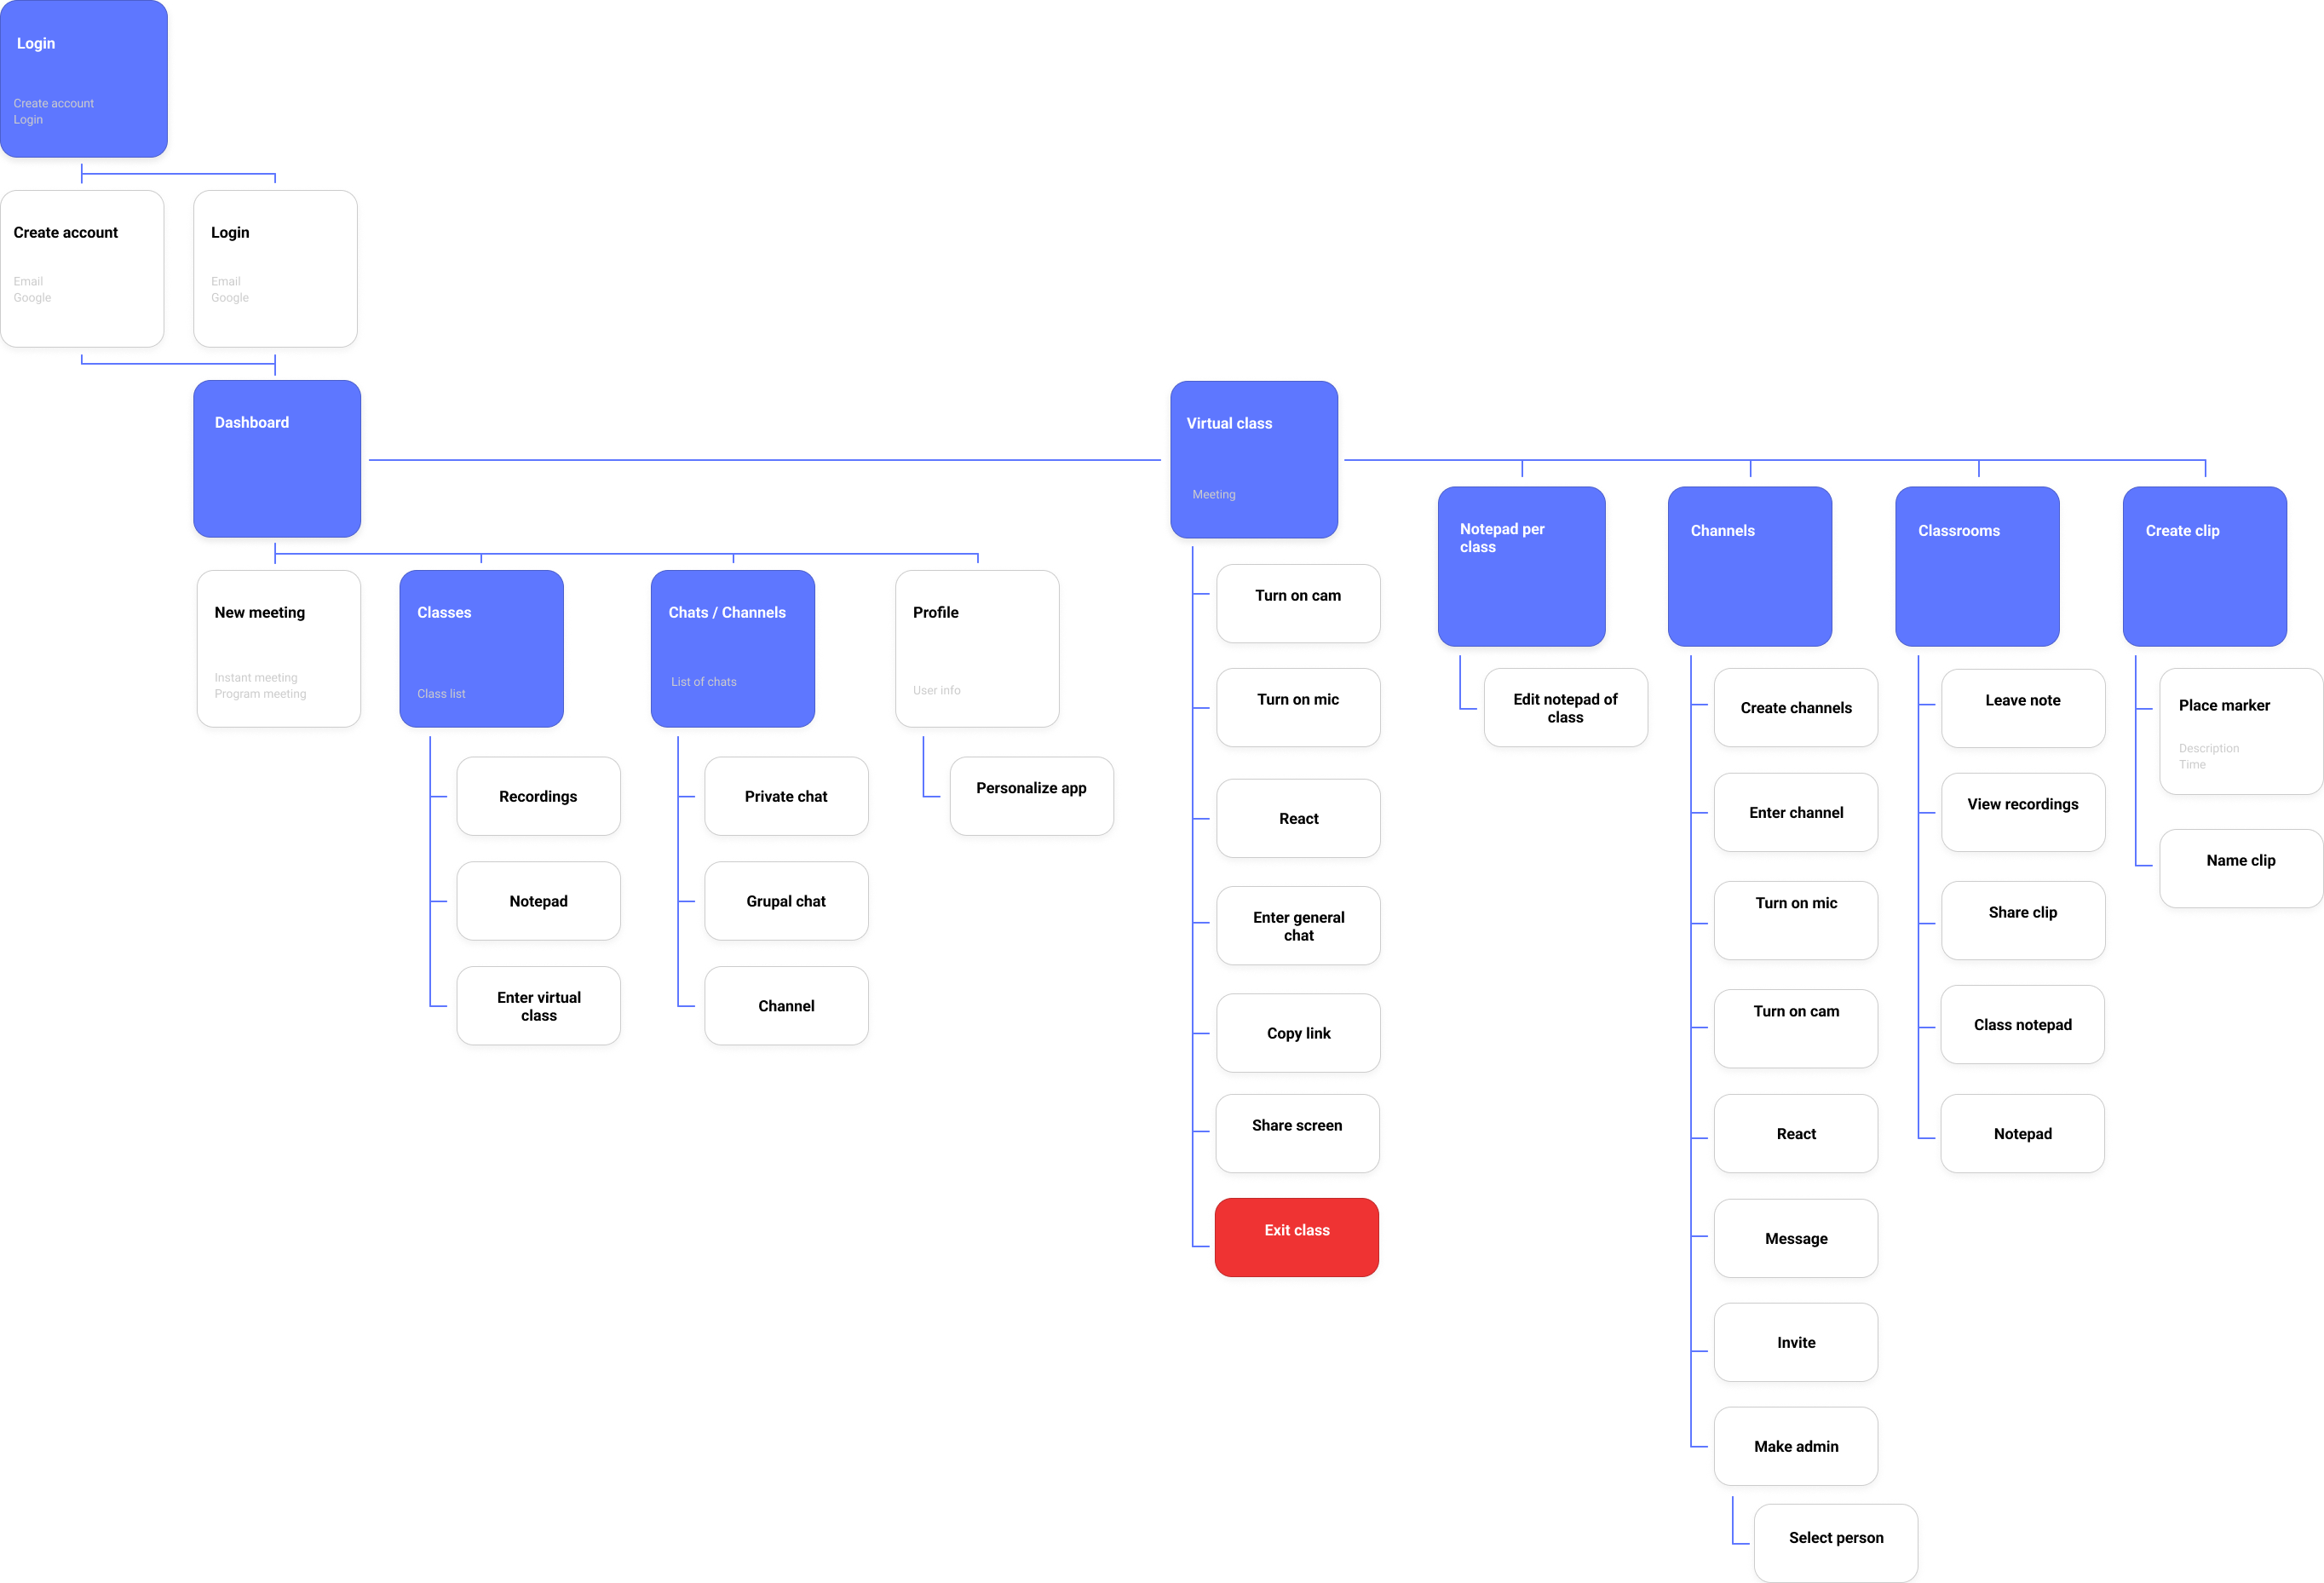 Login
Create account
Login
Create account
Email
Google
Login
Email
Google
Dashboard
Virtual class
Meeting
New meeting
Instant meeting
Program meeting
Classes
Class list
Recordings
Notepad
Enter virtual
class
Chats / Channels
List of chats
Private chat
Grupal chat
Channel
Profile
User info
Personalize app
Turn on cam
Turn on mic
React
Enter general
chat
Copy link
Share screen
Exit class
Notepad per
class
Edit notepad of
class
Channels
Create channels
Enter channel
Turn on mic
Turn on cam
React
Message
Invite
Make admin
Select person
Classrooms
Leave note
View recordings
Share clip
Class notepad
Notepad
Create clip
Place marker
Description
Time
Name clip